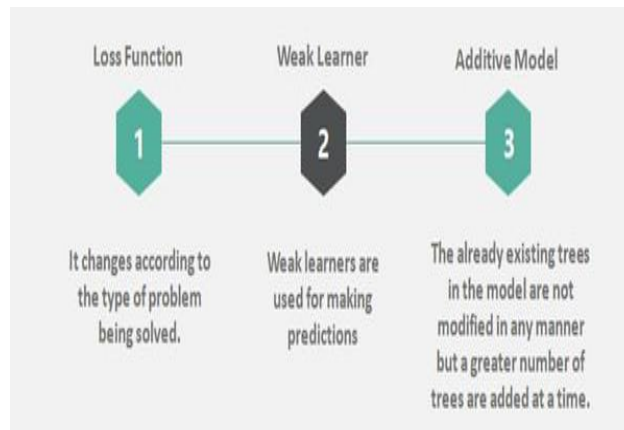 Loss Function
Weak Learner
Additive Model
1
2
3
It changes according to
the type of problem
being solved.
Weak learners are
used for making
predictions
The already existing trees
in the model are not
modified in any manner
but a greater number of
trees are added at a time.